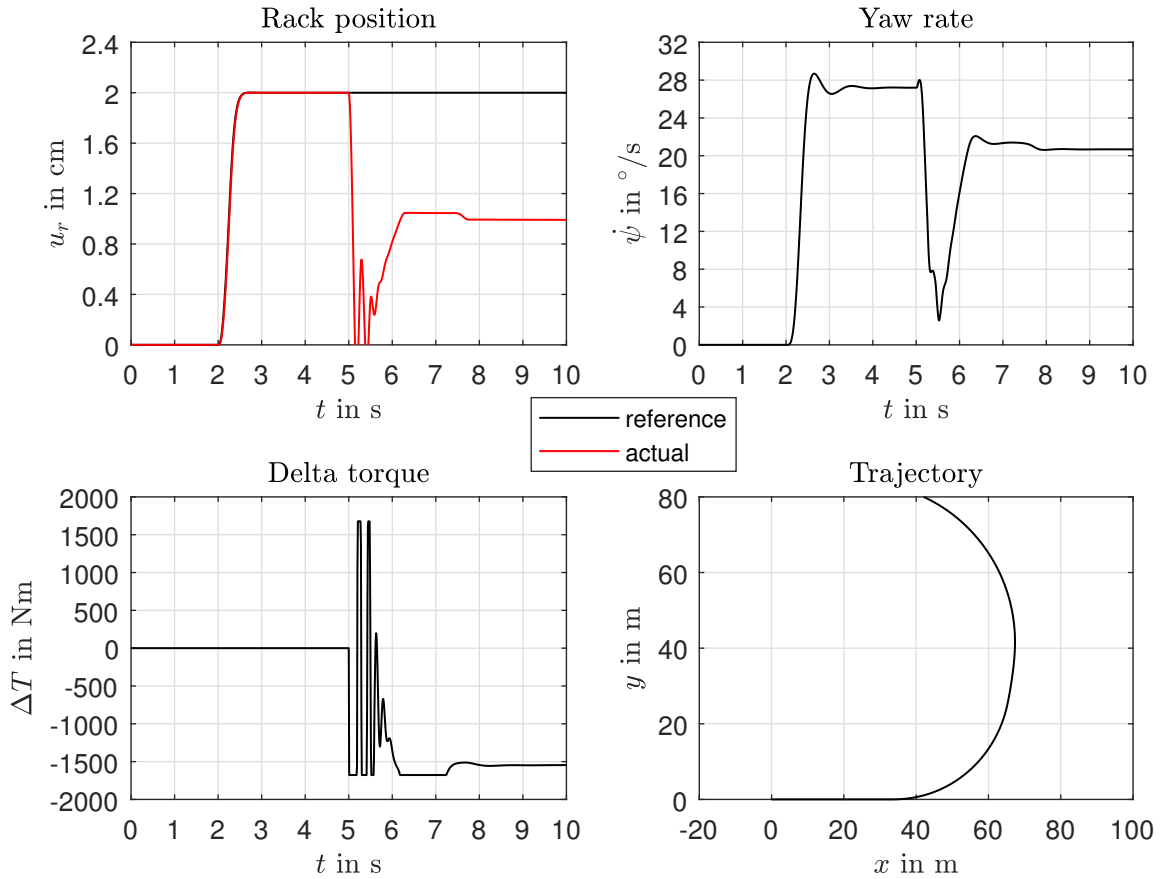 Rack position
2.4
2
1.6
1.2
0.8
0.4
0
u_r in cm
0 1 2 3 4 5 6 7 8 9 10
t in s
Yaw rate
32
28
24
20
16
12
8
4
0
ψ̇ in °/s
0 1 2 3 4 5 6 7 8 9 10
t in s
reference
actual
Delta torque
2000
1500
1000
500
0
-500
-1000
-1500
-2000
ΔT in Nm
0 1 2 3 4 5 6 7 8 9 10
t in s
Trajectory
80
60
40
20
0
y in m
-20 0 20 40 60 80 100
x in m